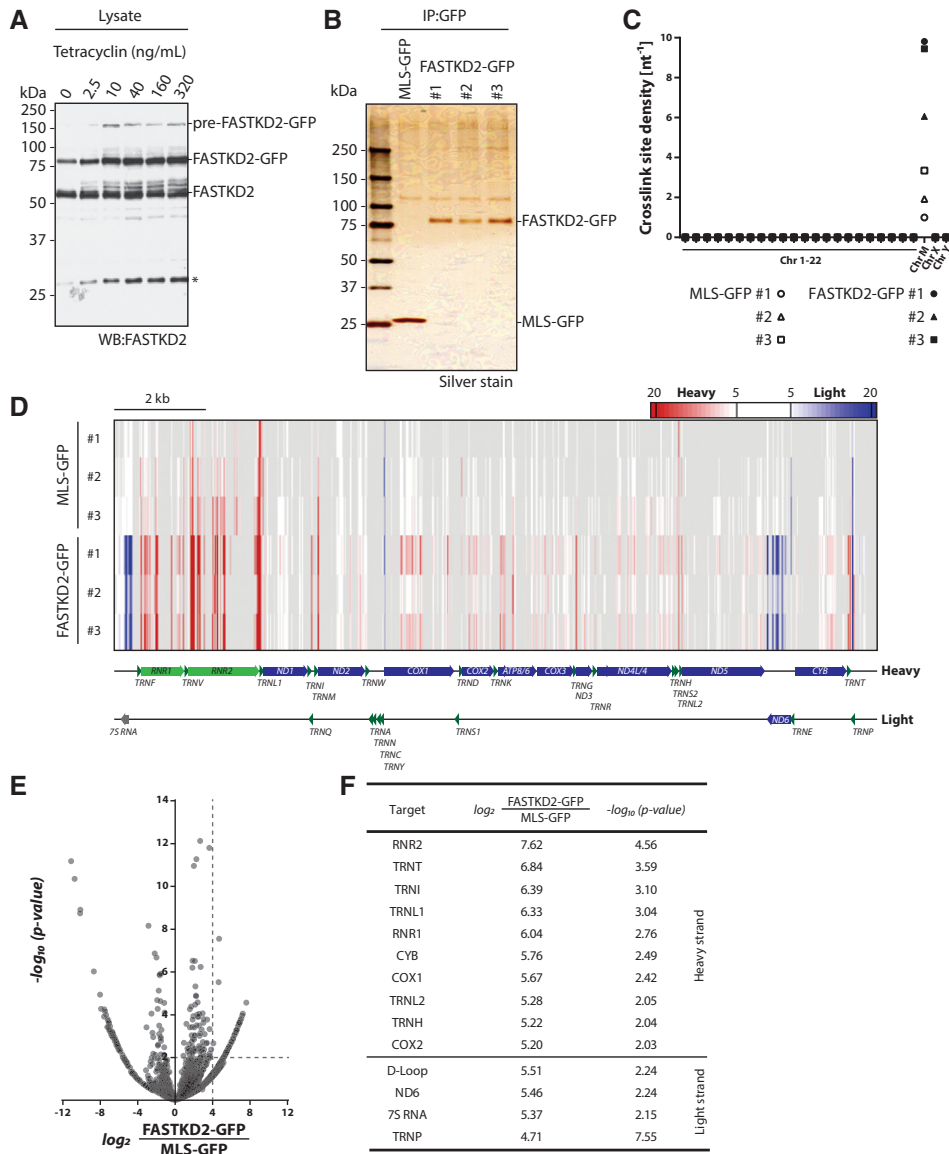 A
Lysate
Tetracyclin (ng/mL)
0 2.5 10 40 160 320
kDa
250
150
100
75
50
37
25
pre-FASTKD2-GFP
FASTKD2-GFP
FASTKD2
*
WB:FASTKD2
B
IP:GFP
MLS-GFP
FASTKD2-GFP
#1 #2 #3
kDa
250
150
100
75
50
37
25
FASTKD2-GFP
MLS-GFP
Silver stain
C
Crosslink site density [nt⁻¹]
10
8
6
4
2
0
Chr 1-22
Chr M
Chr X
Chr Y
MLS-GFP #1 ○ FASTKD2-GFP #1 ●
#2 △ #2 ▲
#3 □ #3 ■
D
2 kb
20 Heavy 5 5 Light 20
MLS-GFP
#1
#2
#3
FASTKD2-GFP
#1
#2
#3
RNR1 RNR2 ND1 ND2 COX1 COX2 ATP8/6 COX3 ND4L/4 ND5 CYB Heavy
TRNF TRNV TRNL1 TRNI TRNW TRND TRNK TRNG TRNH TRNT
TRNM ND3 TRNS2
TRNR TRNL2
ND6 Light
7S RNA TRNQ TRNA TRNS1 TRNE TRNP
TRNN
TRNC
TRNY
E
-log₁₀ (p-value)
14
12
10
8
6
4
2
-12 -8 -4 0 4 8 12
log₂ FASTKD2-GFP
MLS-GFP
F
Target log₂ FASTKD2-GFP -log₁₀ (p-value)
MLS-GFP
RNR2 7.62 4.56
TRNT 6.84 3.59
TRNI 6.39 3.10
TRNL1 6.33 3.04
RNR1 6.04 2.76
CYB 5.76 2.49
COX1 5.67 2.42
TRNL2 5.28 2.05
TRNH 5.22 2.04
COX2 5.20 2.03
Heavy strand
D-Loop 5.51 2.24
ND6 5.46 2.24
7S RNA 5.37 2.15
TRNP 4.71 7.55
Light strand